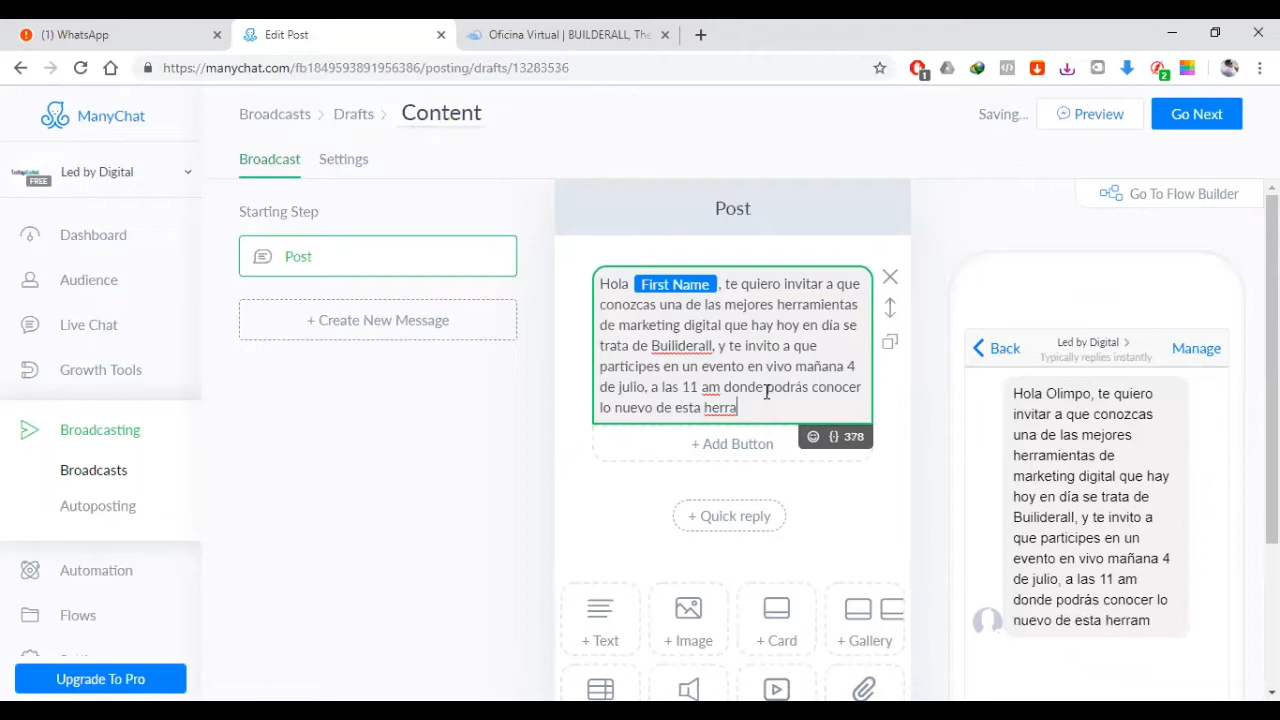 (1) WhatsApp
Edit Post
Oficina Virtual | BUILDERALL, The
https://manychat.com/fb1849593891956386/posting/drafts/13283536
1
2
ManyChat
Broadcasts
Drafts
Content
Saving...
Preview
Go Next
Led by Digital
FREE
Broadcast
Settings
Dashboard
Audience
Live Chat
Growth Tools
Broadcasting
Broadcasts
Autoposting
Automation
Flows
Upgrade To Pro
Starting Step
Post
+ Create New Message
Post
Hola First Name , te quiero invitar a que
conozcas una de las mejores herramientas
de marketing digital que hay hoy en día se
trata de Builiderall, y te invito a que
participes en un evento en vivo mañana 4
de julio, a las 11 am donde podrás conocer
lo nuevo de esta herra
{} 378
+ Add Button
+ Quick reply
+ Text
+ Image
+ Card
+ Gallery
Go To Flow Builder
Back
Led by Digital
Typically replies instantly
Manage
Hola Olimpo, te quiero
invitar a que conozcas
una de las mejores
herramientas de
marketing digital que hay
hoy en día se trata de
Builiderall, y te invito a
que participes en un
evento en vivo mañana 4
de julio, a las 11 am
donde podrás conocer lo
nuevo de esta herram